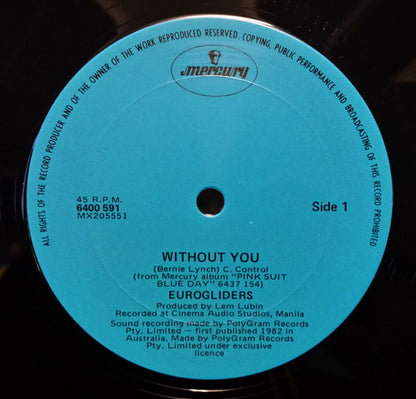 ALL RIGHTS OF THE RECORD PRODUCER AND OF THE OWNER OF THE WORK REPRODUCED RESERVED. COPYING, PUBLIC PERFORMANCE AND BROADCASTING OF THIS RECORD PROHIBITED
mercury
45 R.P.M.
6400 591
MX205551
Side 1
WITHOUT YOU
(Bernie Lynch) C. Control
(from Mercury album "PINK SUIT
BLUE DAY" 6437 154)
EUROGLIDERS
Produced by Lem Lubin
Recorded at Cinema Audio Studios, Manila
Sound recording made by PolyGram Records
Pty. Limited — first published 1982 in
Australia. Made by PolyGram Records
Pty. Limited under exclusive
licence